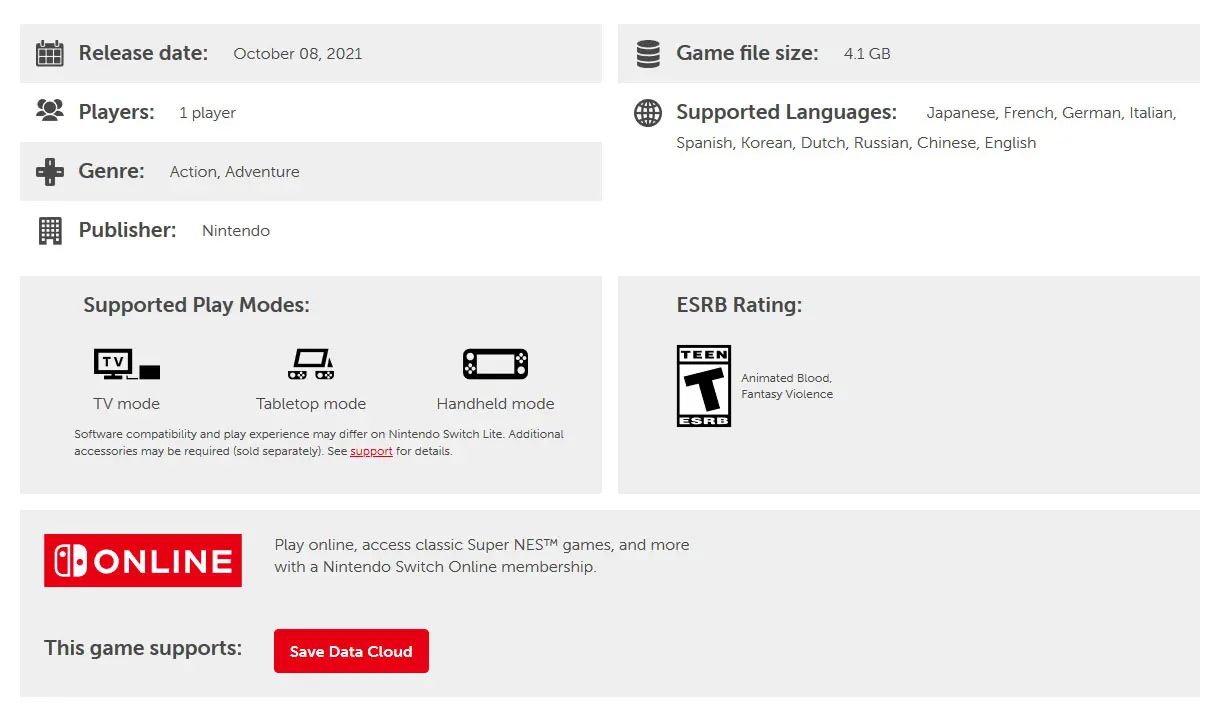 Release date: October 08, 2021
Game file size: 4.1 GB
Players: 1 player
Supported Languages: Japanese, French, German, Italian,
Spanish, Korean, Dutch, Russian, Chinese, English
Genre: Action, Adventure
Publisher: Nintendo
Supported Play Modes:
TV
TV mode
Tabletop mode
Handheld mode
Software compatibility and play experience may differ on Nintendo Switch Lite. Additional
accessories may be required (sold separately). See support for details.
ESRB Rating:
TEEN
T
ESRB
Animated Blood,
Fantasy Violence
ONLINE
Play online, access classic Super NES™ games, and more
with a Nintendo Switch Online membership.
This game supports: Save Data Cloud